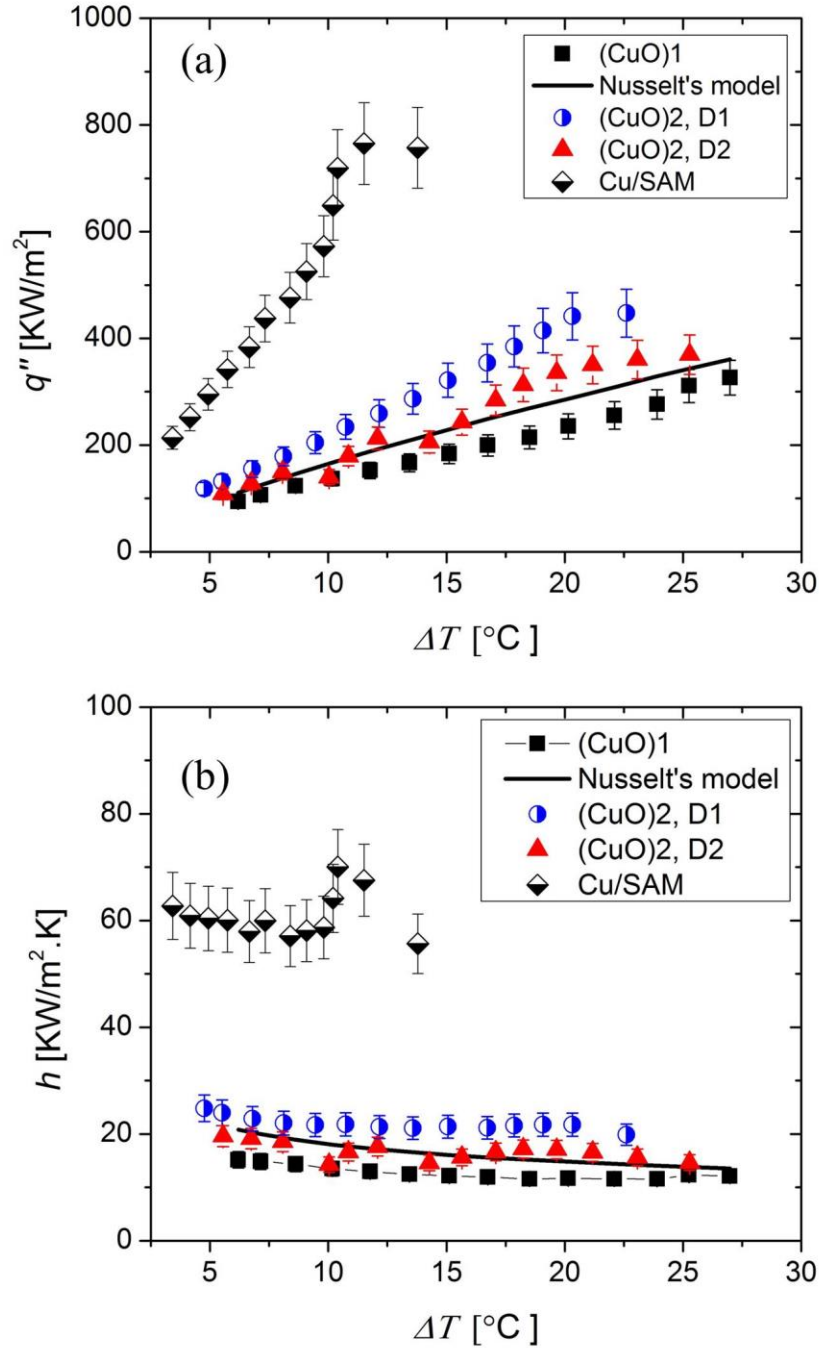 (a)
(CuO)1
Nusselt's model
(CuO)2, D1
(CuO)2, D2
Cu/SAM
1000
800
600
400
200
0
q″ [KW/m²]
5 10 15 20 25 30
ΔT [°C ]
(b)
(CuO)1
Nusselt's model
(CuO)2, D1
(CuO)2, D2
Cu/SAM
100
80
60
40
20
0
h [KW/m².K]
5 10 15 20 25 30
ΔT [°C ]